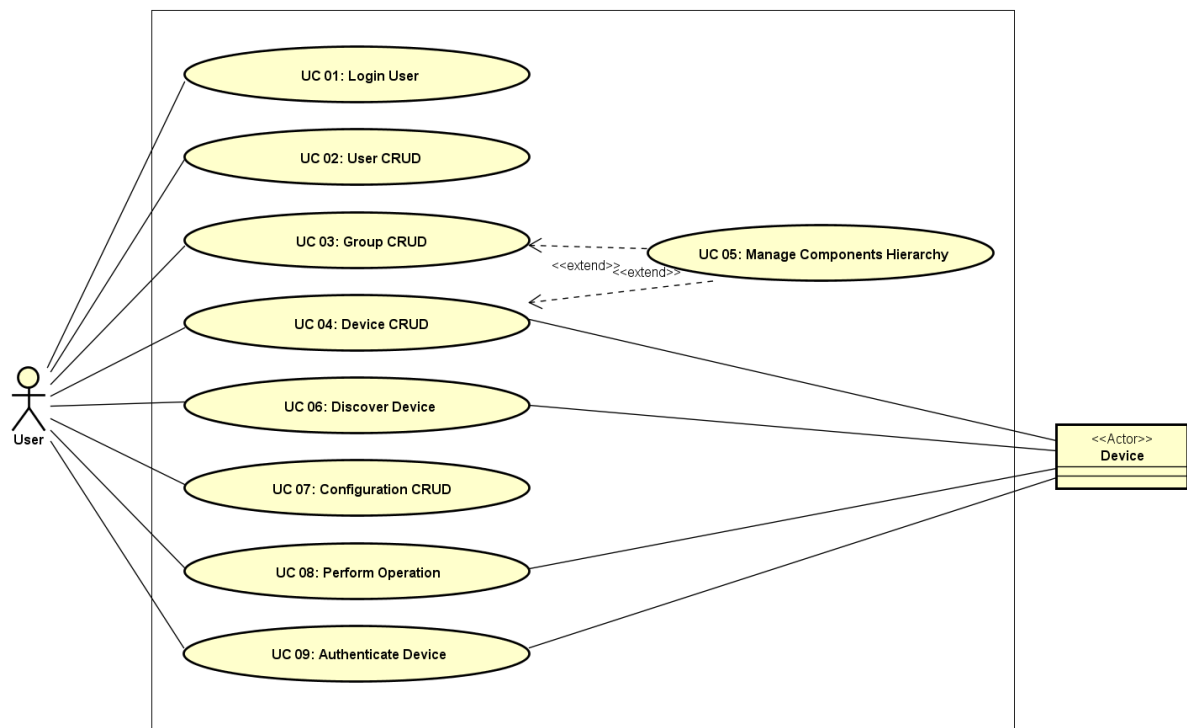 UC 01: Login User
UC 02: User CRUD
UC 03: Group CRUD
UC 05: Manage Components Hierarchy
<<extend>>
<<extend>>
UC 04: Device CRUD
UC 06: Discover Device
User
<<Actor>>
Device
UC 07: Configuration CRUD
UC 08: Perform Operation
UC 09: Authenticate Device